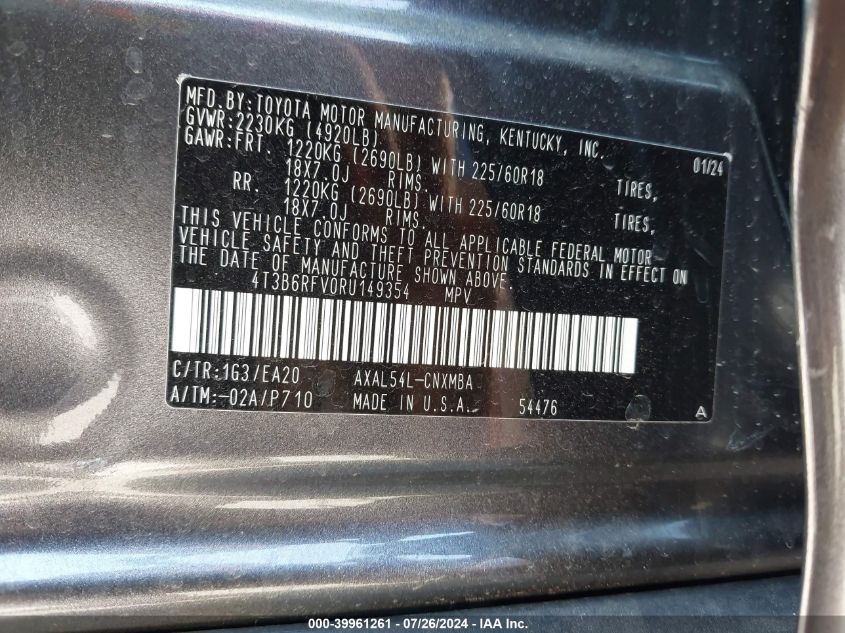 MFD. BY: TOYOTA MOTOR MANUFACTURING, KENTUCKY, INC. 01/24
GVWR: 2230KG (4920LB)
GAWR: FRT. 1220KG (2690LB) WITH 225/60R18 TIRES,
18X7.0J RIMS.
RR. 1220KG (2690LB) WITH 225/60R18 TIRES,
18X7.0J RIMS.
THIS VEHICLE CONFORMS TO ALL APPLICABLE FEDERAL MOTOR
VEHICLE SAFETY AND THEFT PREVENTION STANDARDS IN EFFECT ON
THE DATE OF MANUFACTURE SHOWN ABOVE.
4T3B6RFV0RU149354 MPV
C/TR: 1G3/EA20 AXAL54L-CNXMBA
A/TM: -02A/P710 MADE IN U.S.A. 54476 A
000-39961261 - 07/26/2024 - IAA Inc.